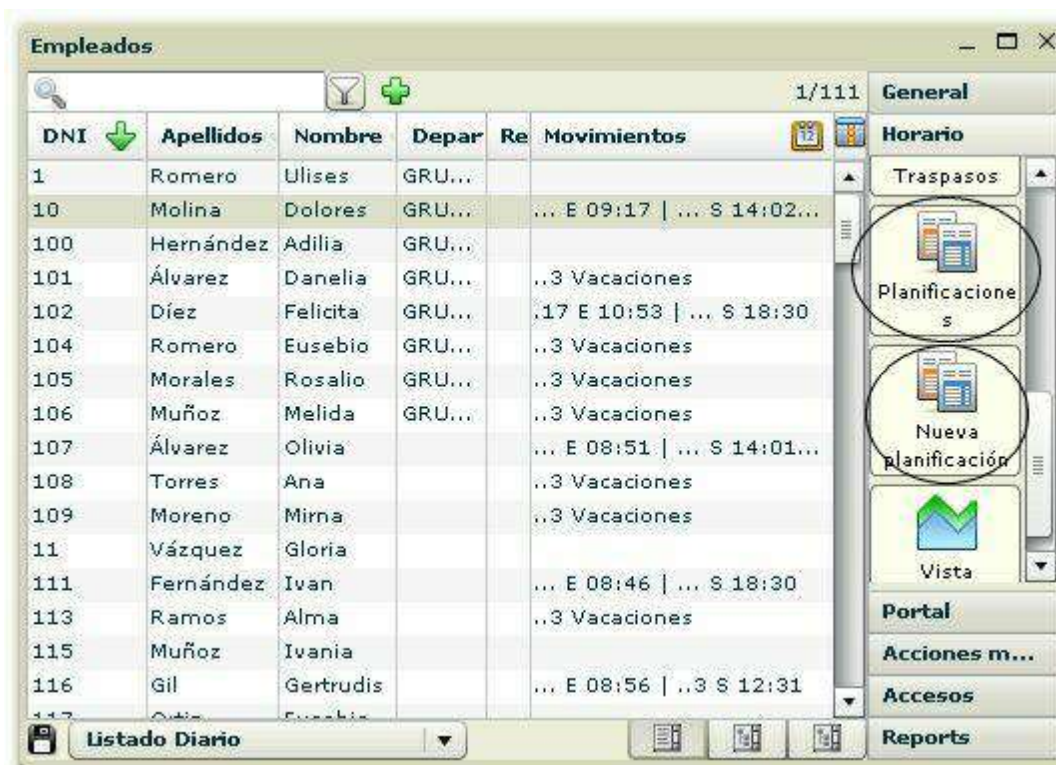 Empleados
1/111
DNI Apellidos Nombre Depar Re Movimientos
1 Romero Ulises GRU...
10 Molina Dolores GRU... ... E 09:17 | ... S 14:02...
100 Hernández Adilia GRU...
101 Álvarez Danelia GRU... ..3 Vacaciones
102 Díez Felicita GRU... :17 E 10:53 | ... S 18:30
104 Romero Eusebio GRU... ..3 Vacaciones
105 Morales Rosalio GRU... ..3 Vacaciones
106 Muñoz Melida GRU... ..3 Vacaciones
107 Álvarez Olivia ... E 08:51 | ... S 14:01...
108 Torres Ana ..3 Vacaciones
109 Moreno Mirna ..3 Vacaciones
11 Vázquez Gloria
111 Fernández Ivan ... E 08:46 | ... S 18:30
113 Ramos Alma ..3 Vacaciones
115 Muñoz Ivania
116 Gil Gertrudis ... E 08:56 | ..3 S 12:31
Listado Diario
General
Horario
Traspasos
Planificacione
s
Nueva
planificación
Vista
Portal
Acciones m...
Accesos
Reports